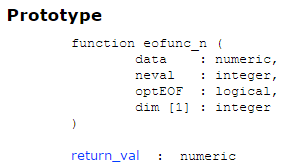 Prototype
function eofunc_n (
data : numeric,
neval : integer,
optEOF : logical,
dim [1] : integer
)
return_val : numeric